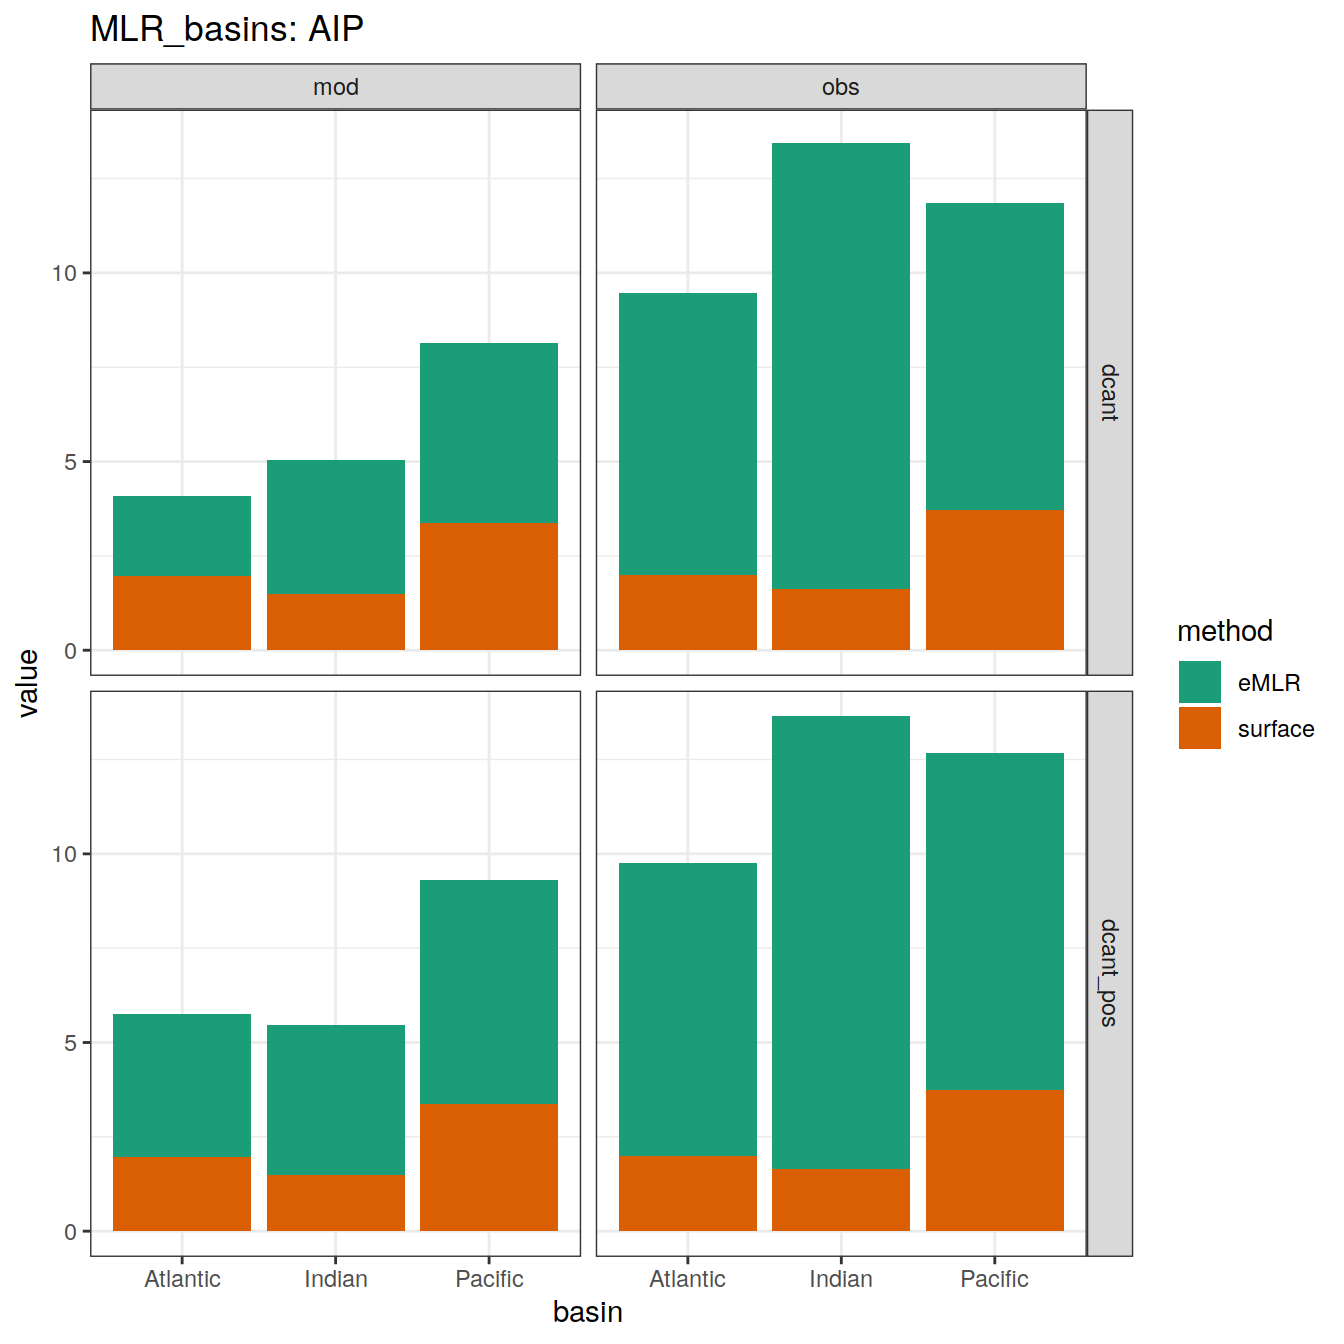 MLR_basins: AIP
mod
obs
dcant
10
5
0
dcant_pos
10
5
0
value
Atlantic
Indian
Pacific
Atlantic
Indian
Pacific
basin
method
eMLR
surface